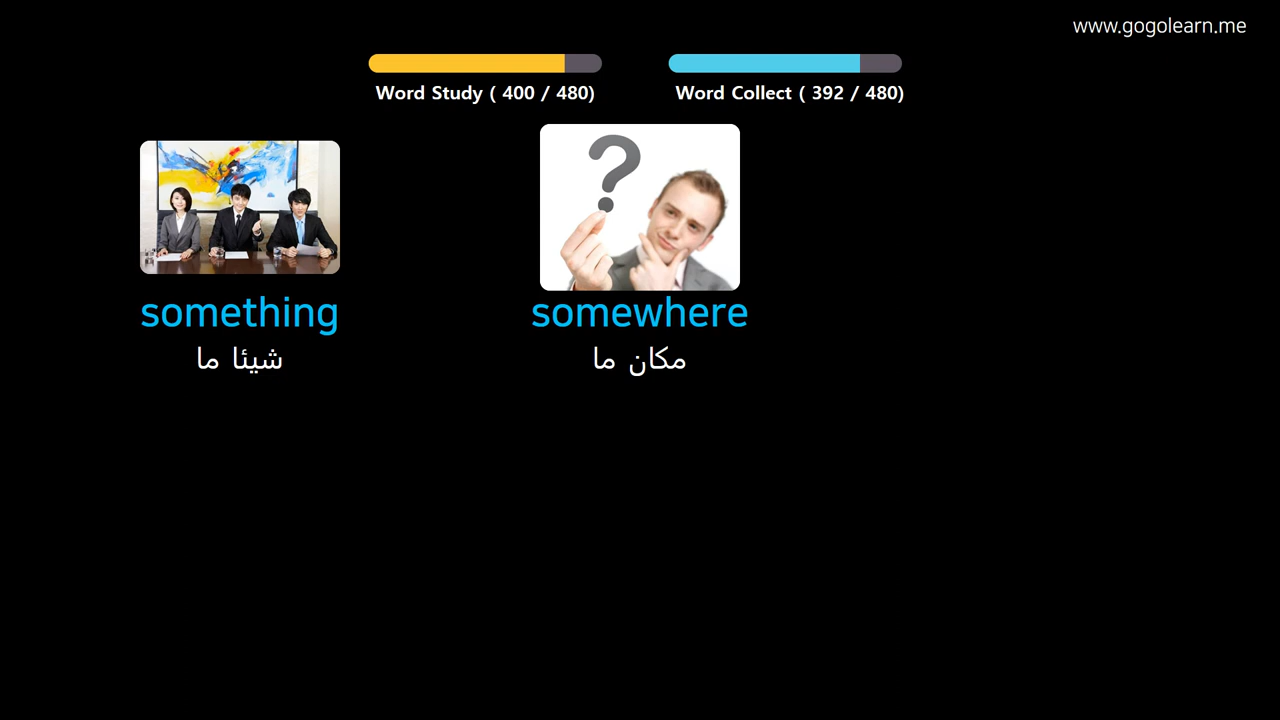 www.gogolearn.me
Word Study ( 400 / 480)
Word Collect ( 392 / 480)
something
somewhere
شيئا ما
مكان ما